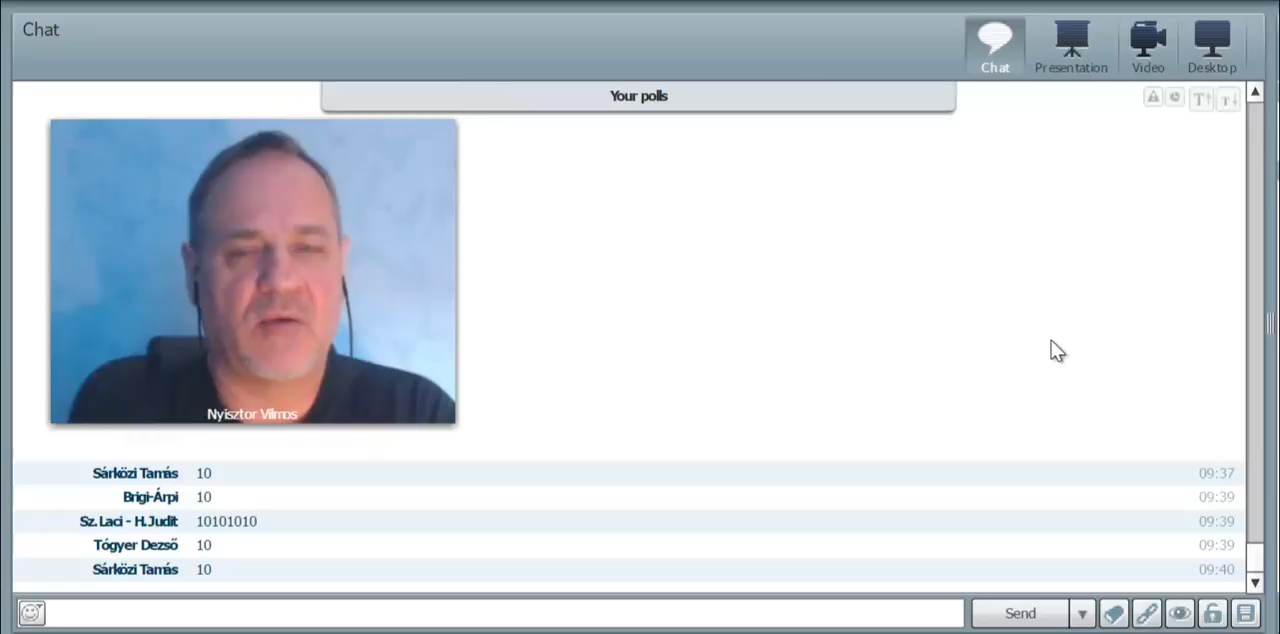 Chat
Chat Presentation Video Desktop
Your polls
Nyisztor Vilmos
Sárközi Tamás 10 09:37
Brigi-Árpi 10 09:39
Sz. Laci - H. Judit 10101010 09:39
Tógyer Dezső 10 09:39
Sárközi Tamás 10 09:40
Send